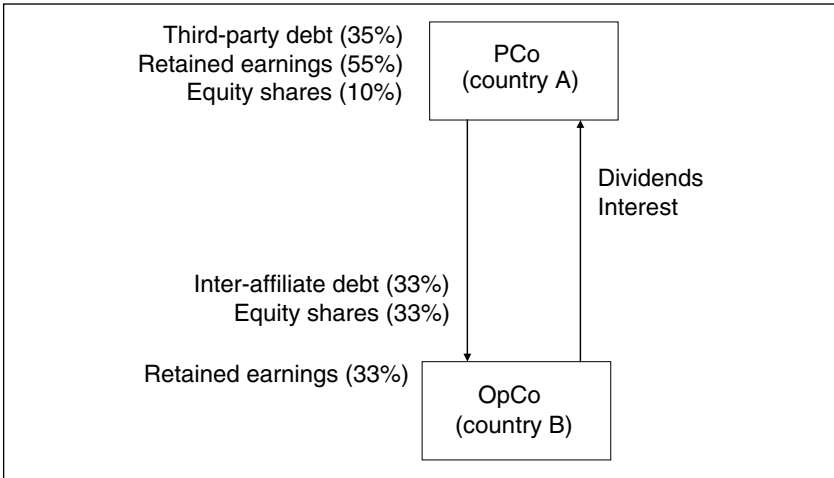 Third-party debt (35%)
Retained earnings (55%)
Equity shares (10%)
PCo
(country A)
Dividends
Interest
Inter-affiliate debt (33%)
Equity shares (33%)
Retained earnings (33%)
OpCo
(country B)